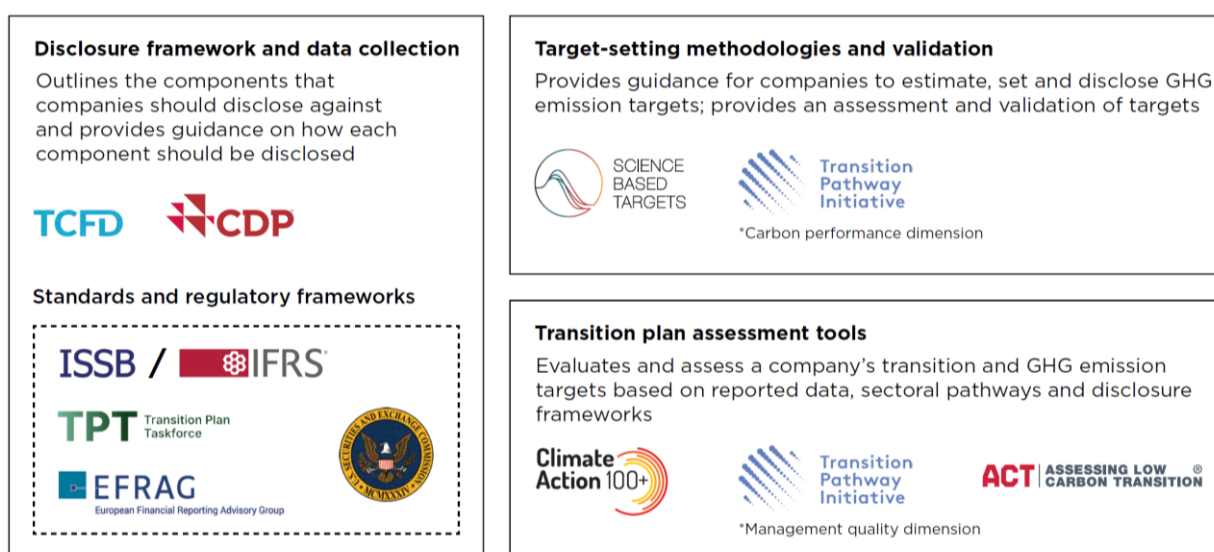 Disclosure framework and data collection
Outlines the components that
companies should disclose against
and provides guidance on how each
component should be disclosed
TCFD
CDP
Standards and regulatory frameworks
ISSB / IFRS®
TPT Transition Plan
Taskforce
EFRAG
European Financial Reporting Advisory Group
U.S. SECURITIES AND EXCHANGE COMMISSION
MCMXXXIV
Target-setting methodologies and validation
Provides guidance for companies to estimate, set and disclose GHG
emission targets; provides an assessment and validation of targets
SCIENCE
BASED
TARGETS
Transition
Pathway
Initiative
*Carbon performance dimension
Transition plan assessment tools
Evaluates and assess a company's transition and GHG emission
targets based on reported data, sectoral pathways and disclosure
frameworks
Climate
Action 100+
Transition
Pathway
Initiative
*Management quality dimension
ACT ASSESSING LOW
CARBON TRANSITION®